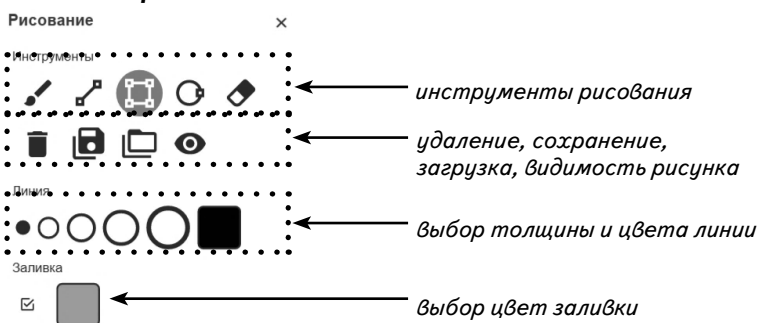 Рисование
Инструменты
инструменты рисования
удаление, сохранение,
загрузка, видимость рисунка
Линия
выбор толщины и цвета линии
Заливка
выбор цвет заливки